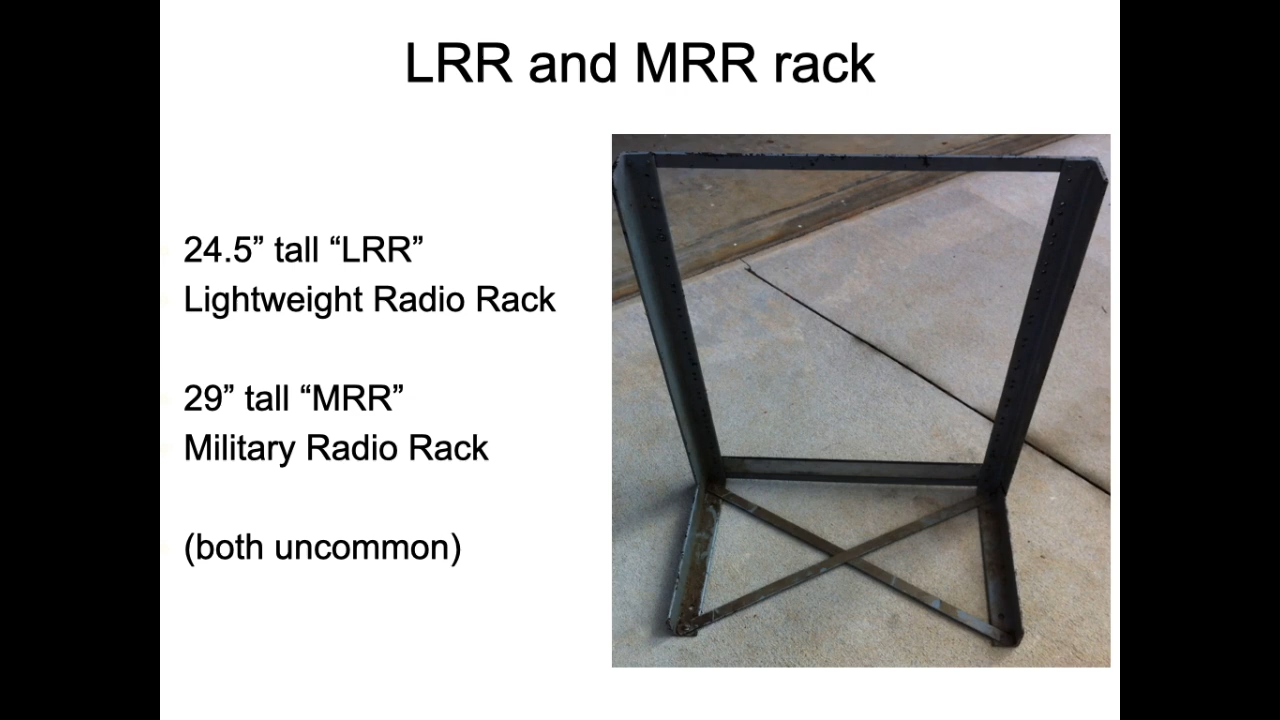 LRR and MRR rack
24.5” tall “LRR”
Lightweight Radio Rack
29” tall “MRR”
Military Radio Rack
(both uncommon)